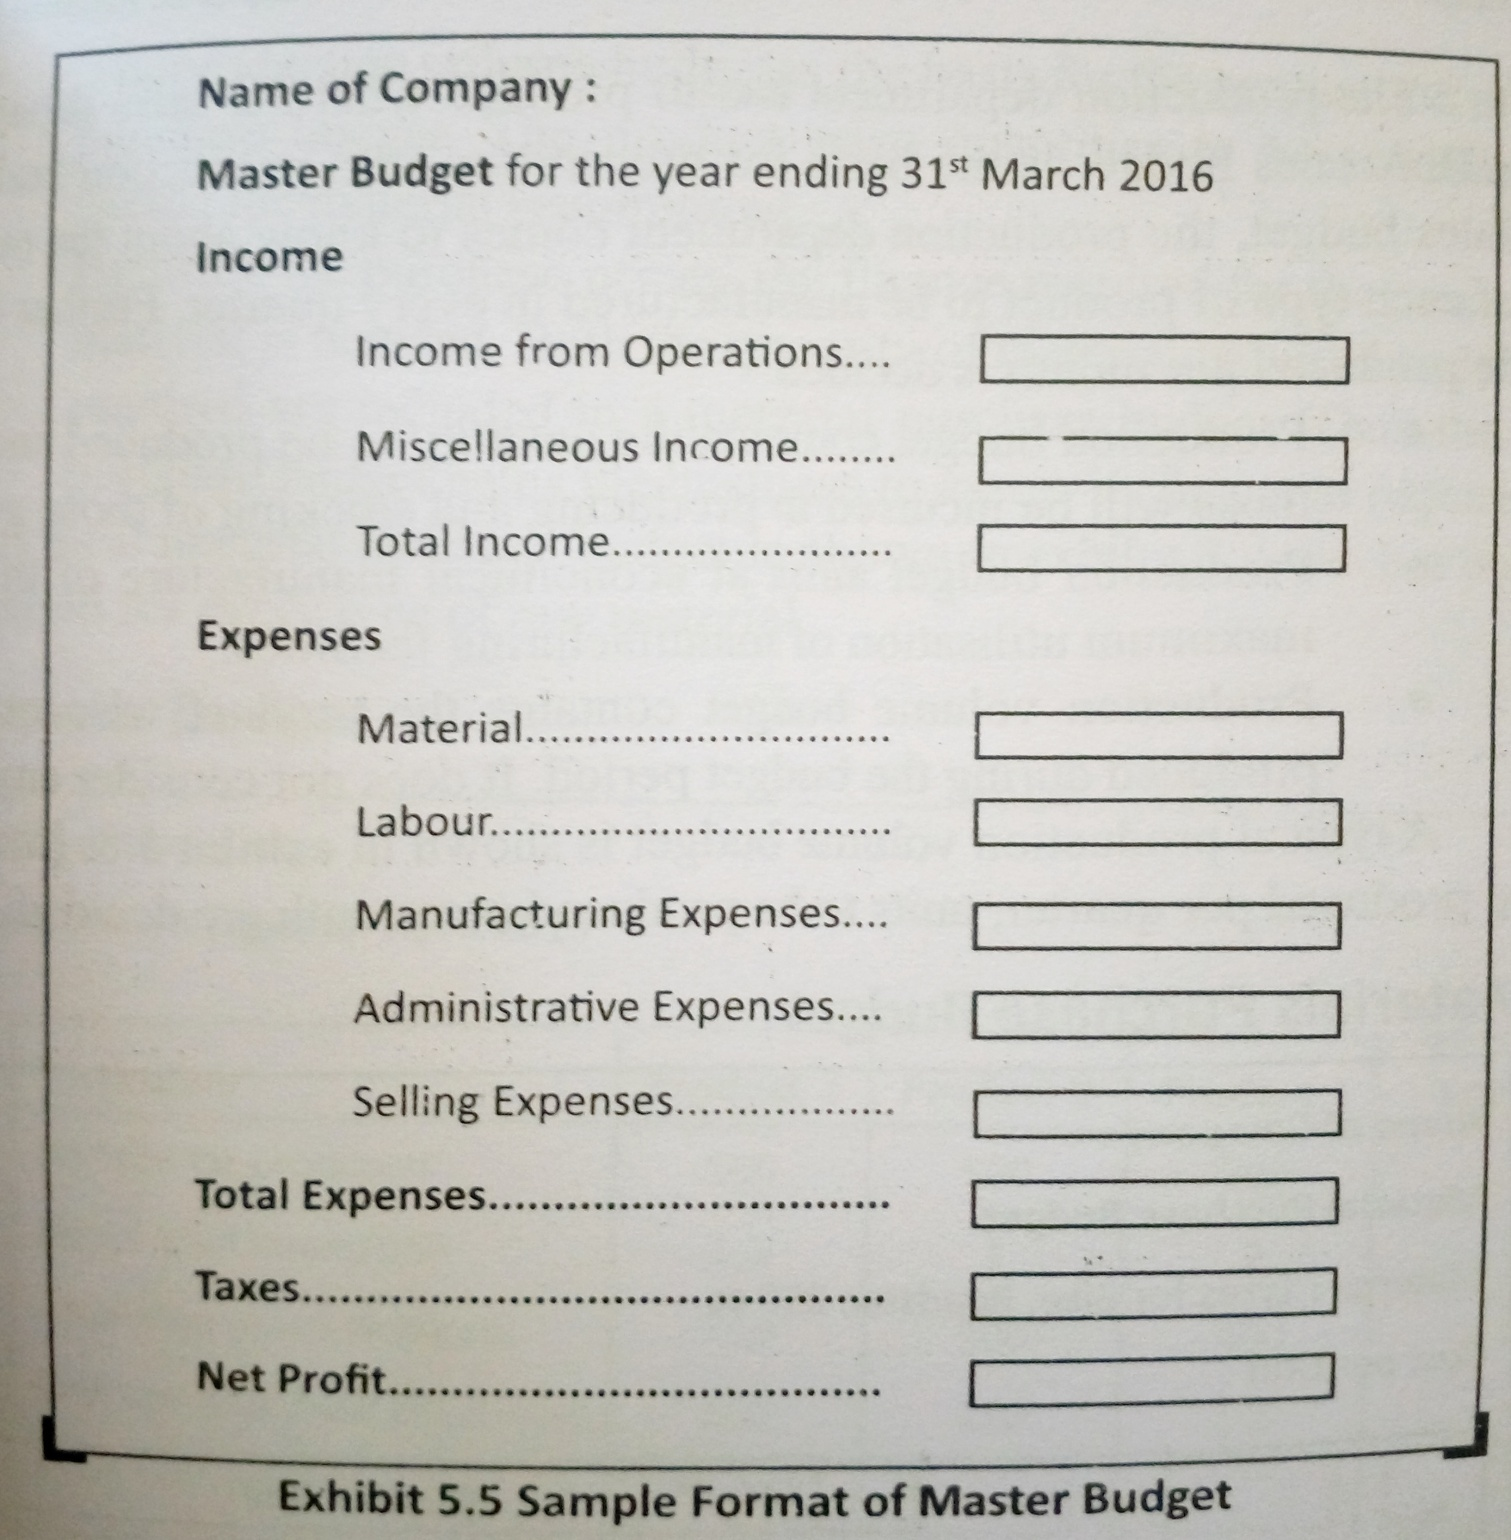 Name of Company :
Master Budget for the year ending 31st March 2016
Income
Income from Operations....
Miscellaneous Income........
Total Income.......................
Expenses
Material..............................
Labour.................................
Manufacturing Expenses....
Administrative Expenses....
Selling Expenses..................
Total Expenses...............................
Taxes..............................................
Net Profit.......................................
Exhibit 5.5 Sample Format of Master Budget